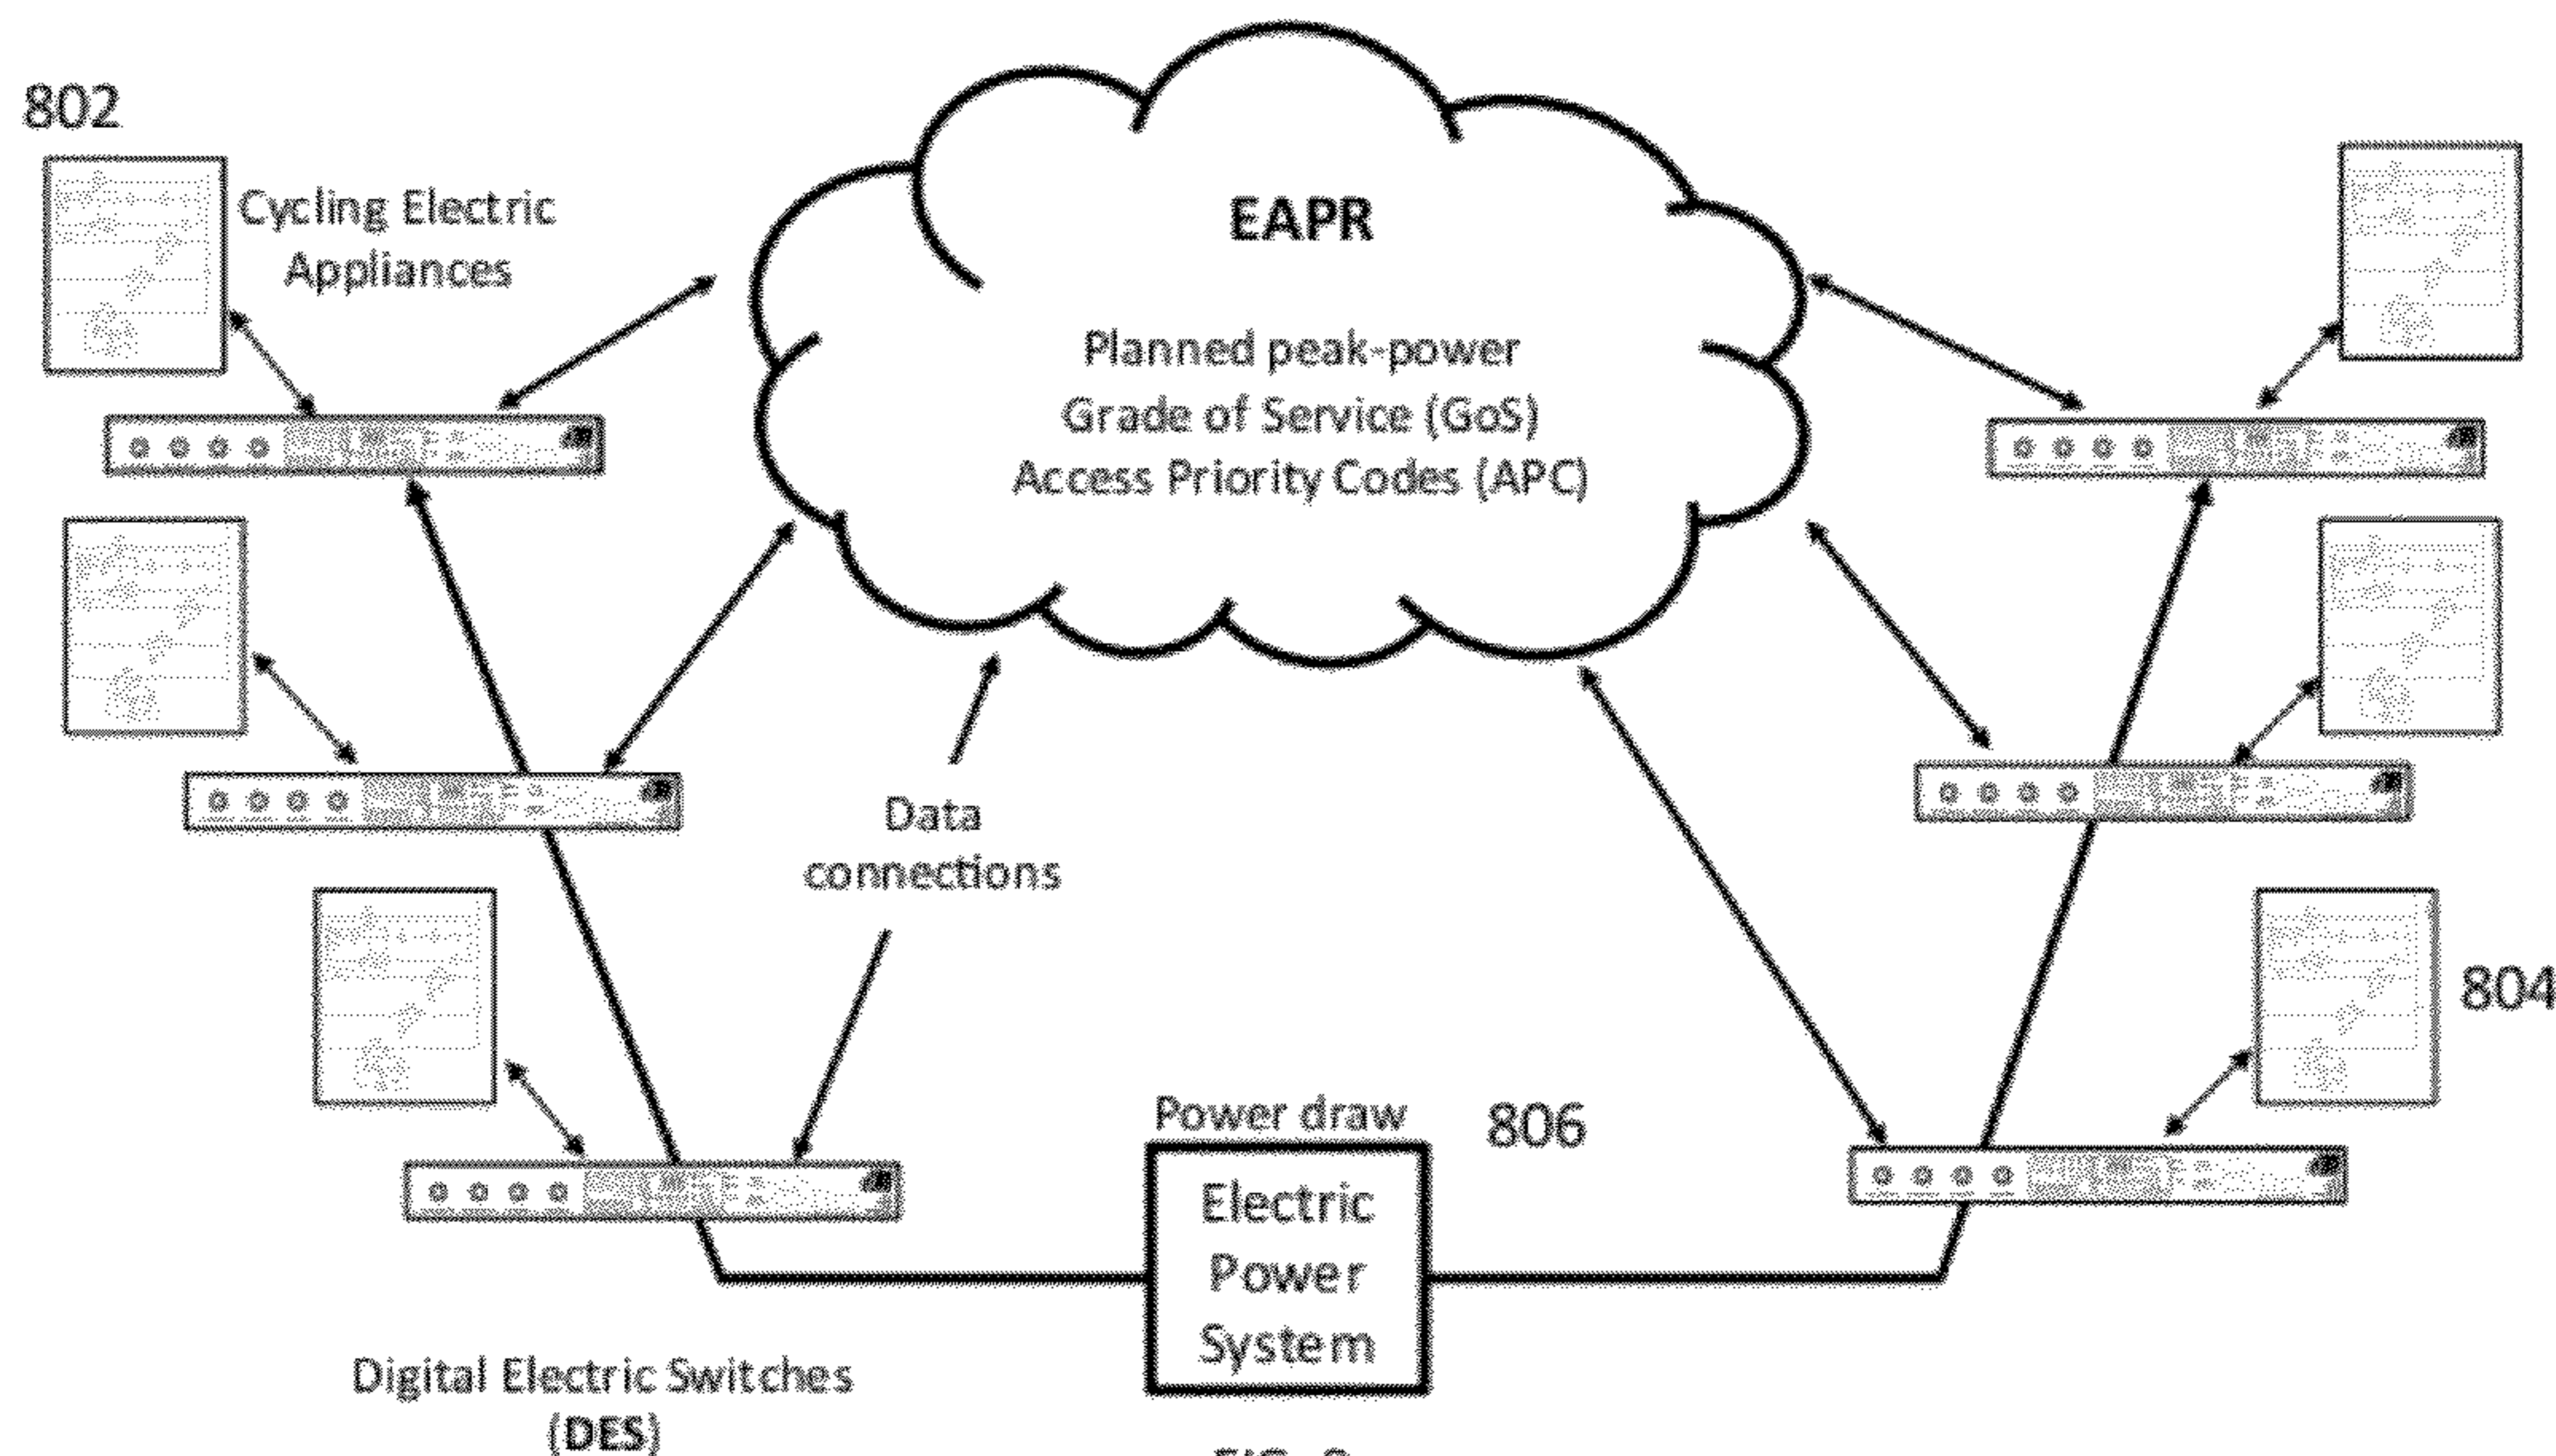 802
Cycling Electric
Appliances
EAPR
Planned peak-power
Grade of Service (GoS)
Access Priority Codes (APC)
Data
connections
804
Power draw
806
Electric
Power
System
Digital Electric Switches
(DES)